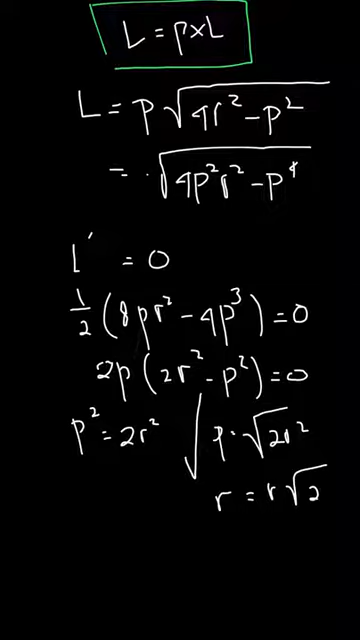 L = p x L
L = p √(4r² - p²)
= √(4p²r² - p⁴)
L' = 0
1/2 (8pr² - 4p³) = 0
2p (2r² - p²) = 0
p² = 2r² √ p = √2r²
r = r√2